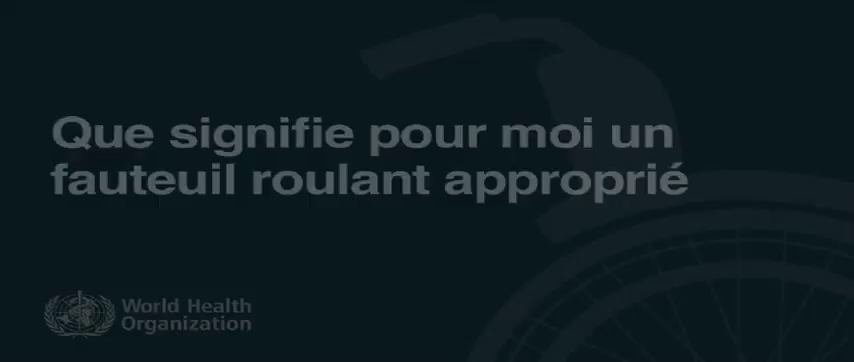 Que signifie pour moi un
fauteuil roulant approprié
World Health
Organization